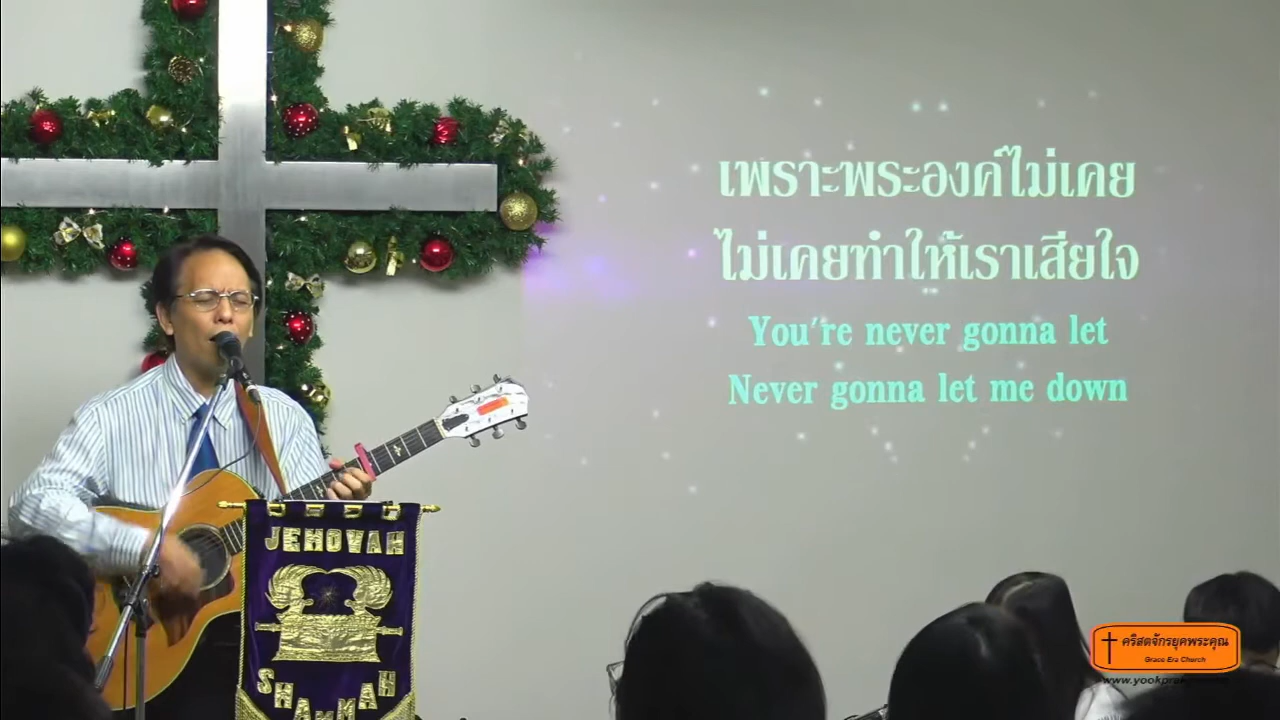 เพราะพระองค์ไม่เคย
ไม่เคยทำให้เราเสียใจ
You're never gonna let
Never gonna let me down
JEHOVAH
SHAMMAH
คริสตจักรยุคพระคุณ
Grace Era Church